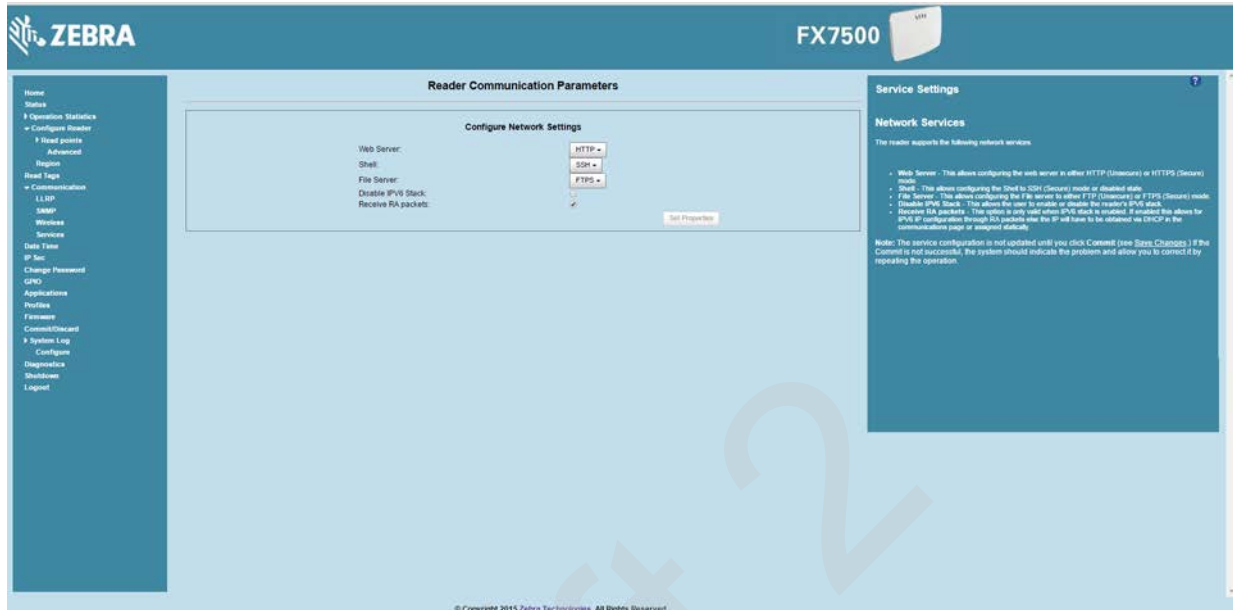 ZEBRA
FX7500
Home
Status
Operation Statistics
Configure Reader
Read points
Advanced
Region
Read Tags
Communication
LLRP
SNMP
Wireless
Services
Date Time
IP Sec
Change Password
GPIO
Applications
Profiles
Firmware
Commit/Discard
System Log
Configure
Diagnostics
Shutdown
Logout
Reader Communication Parameters
Configure Network Settings
Web Server: HTTP
Shell: SSH
File Server: FTPS
Disable IPV6 Stack:
Receive RA packets:
Set Properties
Service Settings
?
Network Services
The reader supports the following network services
• Web Server - This allows configuring the web server in either HTTP (Unsecure) or HTTPS (Secure)
mode.
• Shell - This allows configuring the Shell to SSH (Secure) mode or disabled state.
• File Server - This allows configuring the File server to either FTP (Unsecure) or FTPS (Secure) mode.
• Disable IPV6 Stack - This allows the user to enable or disable the reader's IPV6 stack.
• Receive RA packets - This option is only valid when IPV6 stack is enabled. If enabled this allows for
IPV6 IP configuration through RA packets else the IP will have to be obtained via DHCP in the
communications page or assigned statically
Note: The service configuration is not updated until you click Commit (see Save Changes.) If the
Commit is not successful, the system should indicate the problem and allow you to correct it by
repeating the operation.
© Copyright 2015 Zebra Technologies. All Rights Reserved.